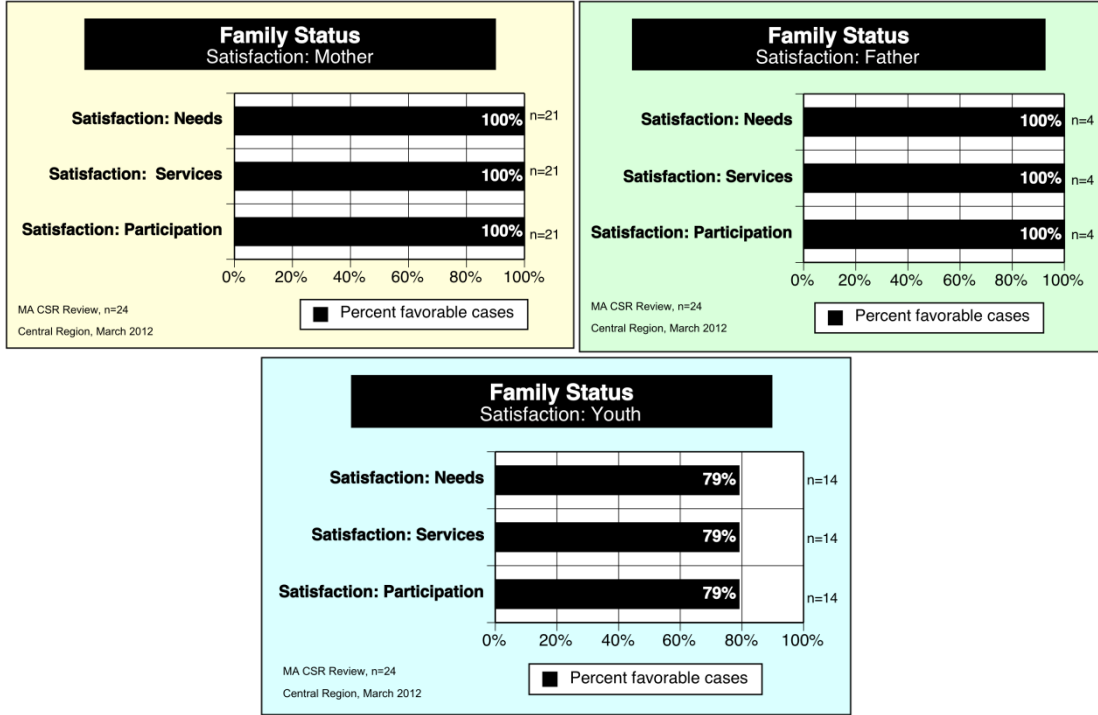 Family Status
Satisfaction: Mother
Satisfaction: Needs 100% n=21
Satisfaction: Services 100% n=21
Satisfaction: Participation 100% n=21
0% 20% 40% 60% 80% 100%
Percent favorable cases
MA CSR Review, n=24
Central Region, March 2012
Family Status
Satisfaction: Father
Satisfaction: Needs 100% n=4
Satisfaction: Services 100% n=4
Satisfaction: Participation 100% n=4
0% 20% 40% 60% 80% 100%
Percent favorable cases
MA CSR Review, n=24
Central Region, March 2012
Family Status
Satisfaction: Youth
Satisfaction: Needs 79% n=14
Satisfaction: Services 79% n=14
Satisfaction: Participation 79% n=14
0% 20% 40% 60% 80% 100%
MA CSR Review, n=24
Percent favorable cases
Central Region, March 2012